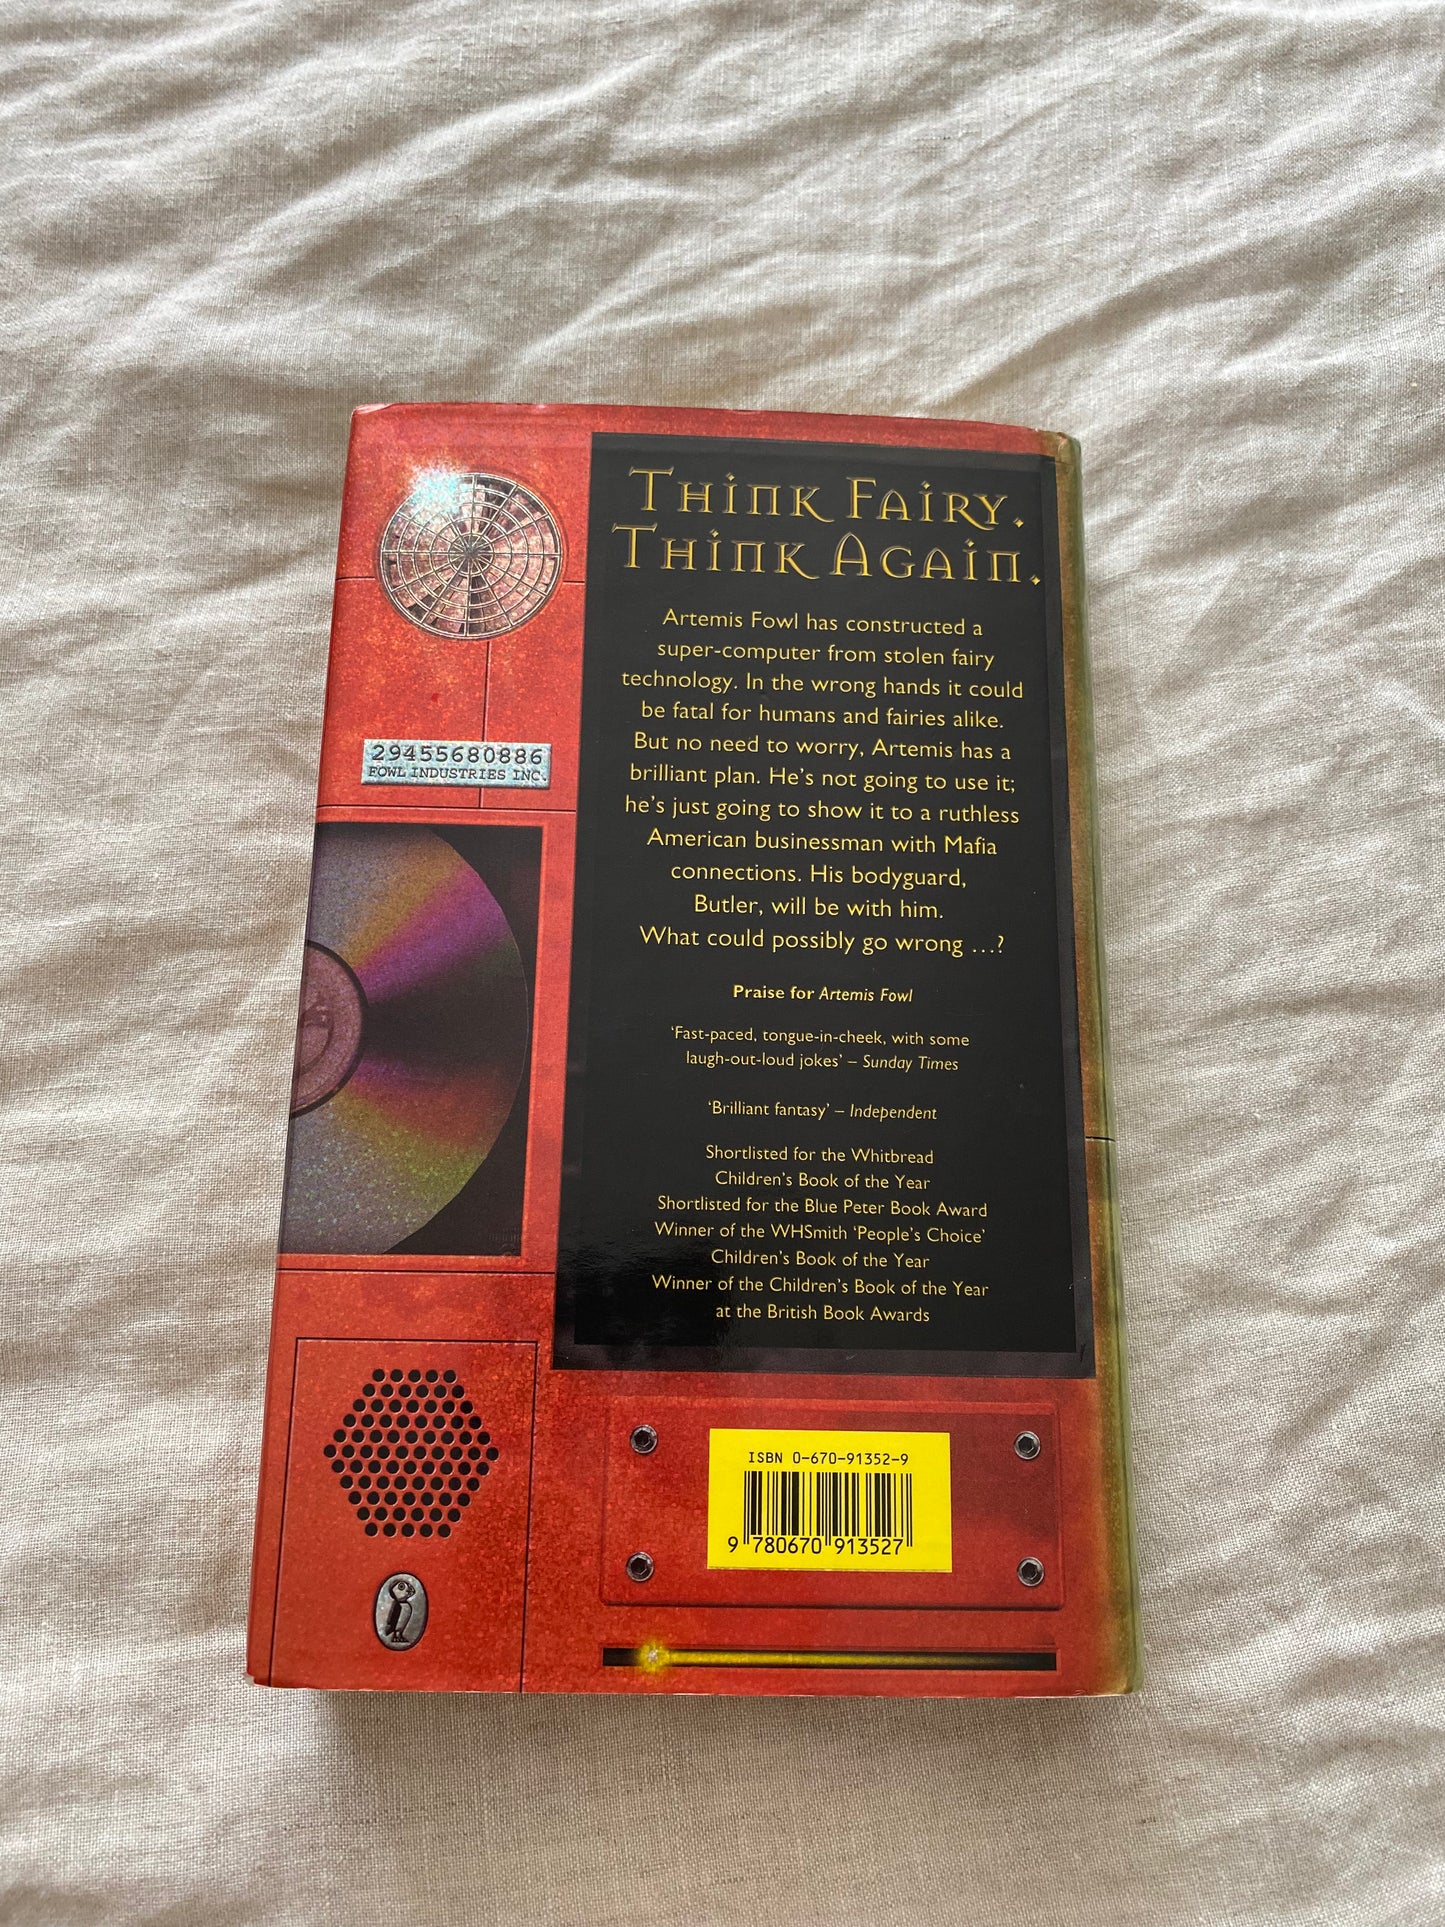 Think Fairy.
Think Again.
Artemis Fowl has constructed a
super-computer from stolen fairy
technology. In the wrong hands it could
be fatal for humans and fairies alike.
But no need to worry, Artemis has a
brilliant plan. He's not going to use it;
he's just going to show it to a ruthless
American businessman with Mafia
connections. His bodyguard,
Butler, will be with him.
What could possibly go wrong …?
Praise for Artemis Fowl
'Fast-paced, tongue-in-cheek, with some
laugh-out-loud jokes' – Sunday Times
'Brilliant fantasy' – Independent
Shortlisted for the Whitbread
Children's Book of the Year
Shortlisted for the Blue Peter Book Award
Winner of the WHSmith 'People's Choice'
Children's Book of the Year
Winner of the Children's Book of the Year
at the British Book Awards
29455680886
FOWL INDUSTRIES INC.
ISBN 0-670-91352-9
9 780670 913527